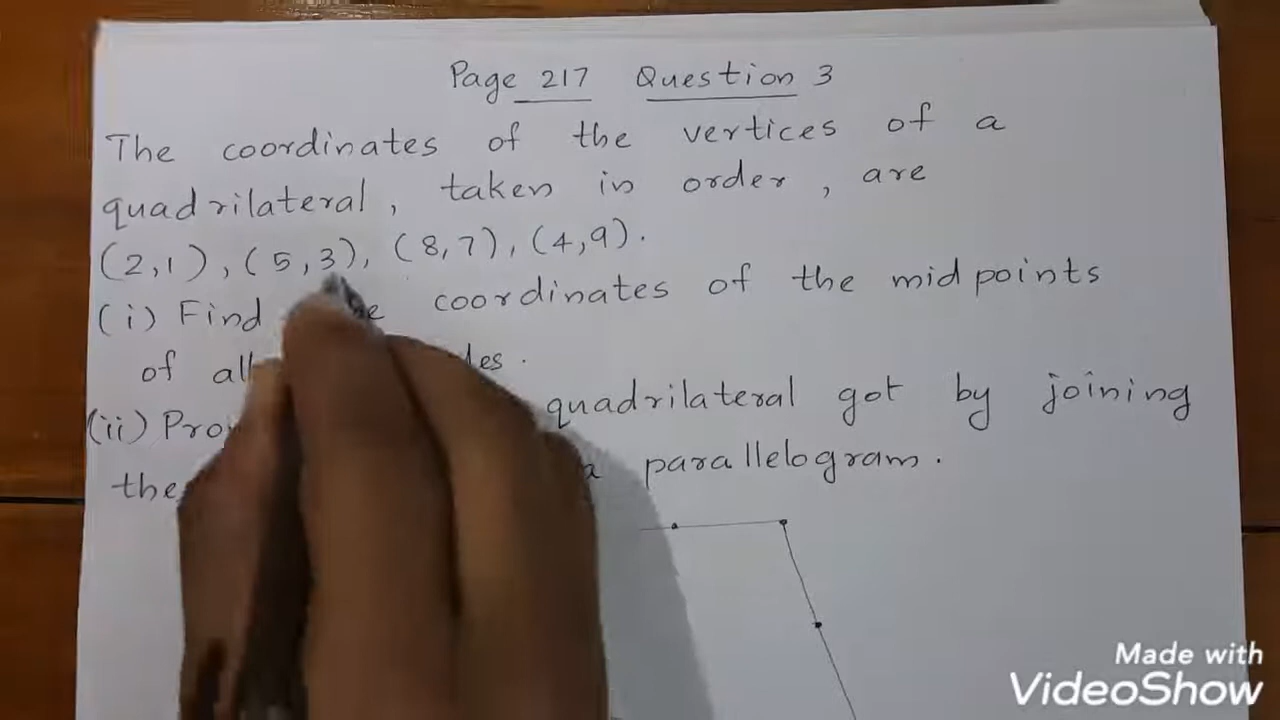 Page 217 Question 3
The coordinates of the vertices of a
quadrilateral, taken in order, are
(2,1), (5,3), (8,7), (4,9).
(i) Find coordinates of the midpoints
of all
(ii) quadrilateral got by joining
the a parallelogram.
Made with
VideoShow